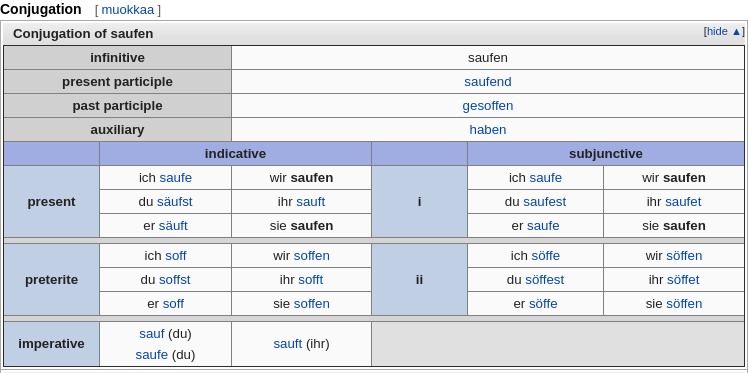 Conjugation [ muokkaa ]
Conjugation of saufen [hide ▲]
infinitive saufen
present participle saufend
past participle gesoffen
auxiliary haben
indicative subjunctive
present ich saufe wir saufen i ich saufe wir saufen
du säufst ihr sauft du saufest ihr saufet
er säuft sie saufen er saufe sie saufen
preterite ich soff wir soffen ii ich söffe wir söffen
du soffst ihr sofft du söffest ihr söffet
er soff sie soffen er söffe sie söffen
imperative sauf (du) sauft (ihr)
saufe (du)